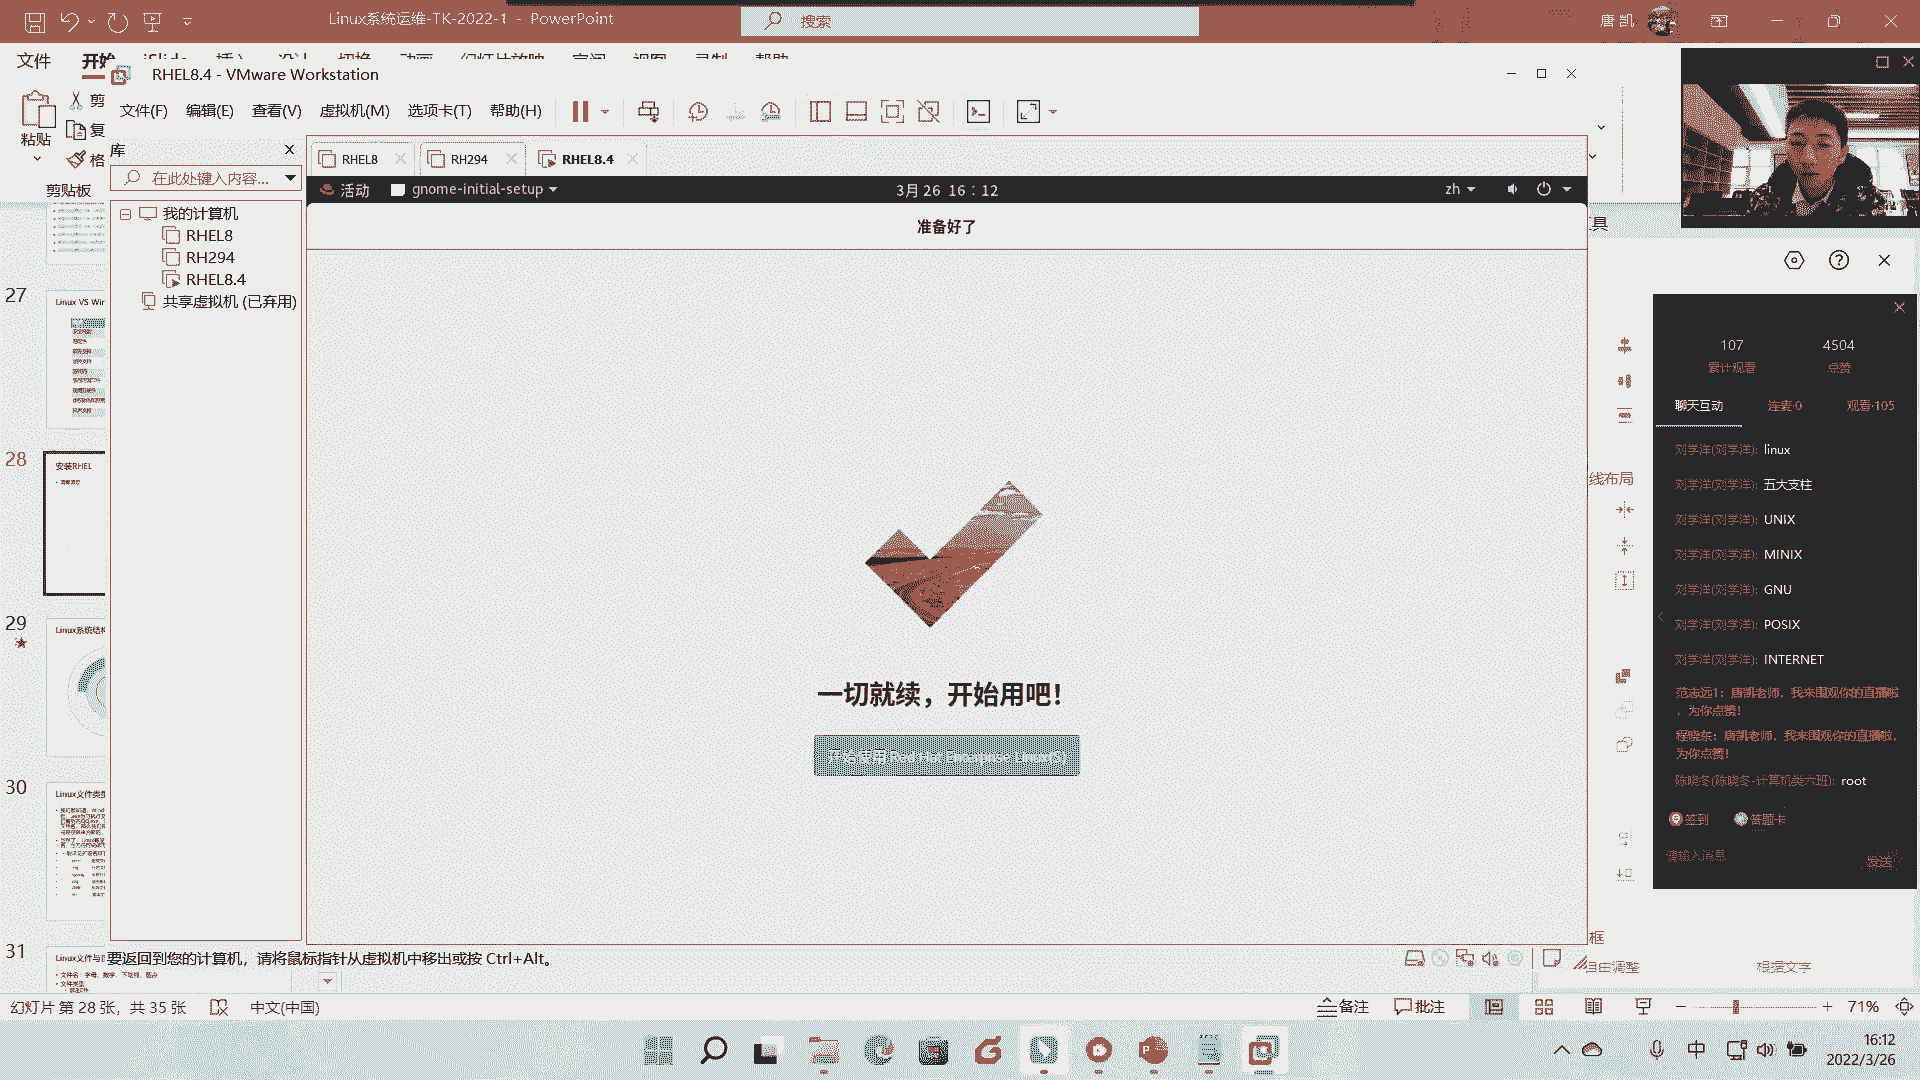 Linux系统运维-TK-2022-1 - PowerPoint
搜索
唐 凯
文件
开始
RHEL8.4 - VMware Workstation
文件(F) 编辑(E) 查看(V) 虚拟机(M) 选项卡(T) 帮助(H)
粘贴
剪
复
格
剪贴板
库
在此处键入内容...
我的计算机
RHEL8
RH294
RHEL8.4
共享虚拟机 (已弃用)
RHEL8
RH294
RHEL8.4
活动
gnome-initial-setup
3月 26 16:12
zh
准备好了
一切就绪，开始用吧！
开始使用 Red Hat Enterprise Linux(S)
要返回到您的计算机，请将鼠标指针从虚拟机中移出或按 Ctrl+Alt。
27
Linux VS Wir
28
安装RHEL
29
Linux系统结构
30
Linux文件类型
31
Linux文件与目
文件名：字母、数字、下划线、圆点
文件类型
具
线布局
框
自由调整
根据文字
107
4504
累计观看
点赞
聊天互动
连麦·0
观看·105
刘学洋(刘学洋): linux
刘学洋(刘学洋): 五大支柱
刘学洋(刘学洋): UNIX
刘学洋(刘学洋): MINIX
刘学洋(刘学洋): GNU
刘学洋(刘学洋): POSIX
刘学洋(刘学洋): INTERNET
范志远1: 唐凯老师，我来围观你的直播啦
，为你点赞!
程晓东: 唐凯老师，我来围观你的直播啦，
为你点赞!
陈晓冬(陈晓冬-计算机类六班): root
签到
答题卡
请输入消息
发送
幻灯片 第 28 张，共 35 张
中文(中国)
备注
批注
71%
中
16:12
2022/3/26